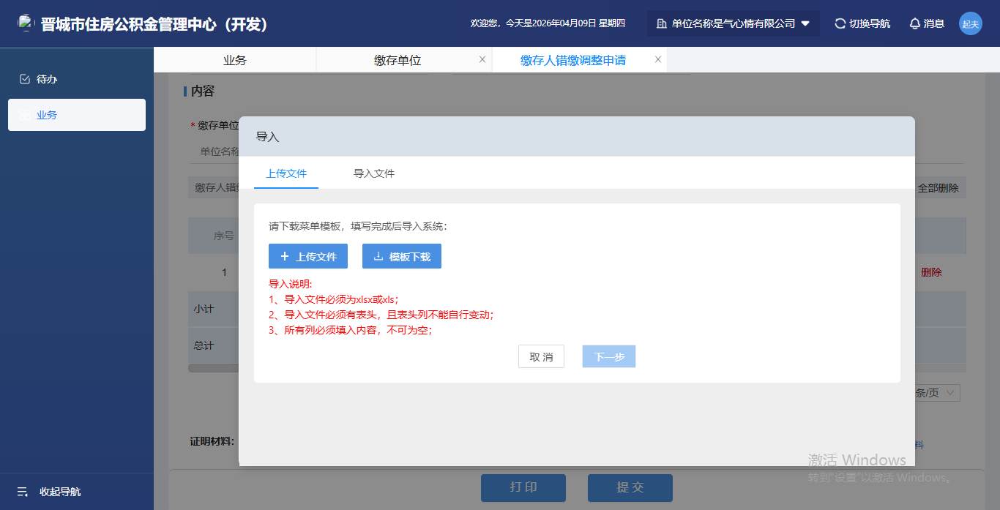 晋城市住房公积金管理中心（开发）
欢迎您，今天是2026年04月09日 星期四
单位名称是气心情有限公司
切换导航
消息
起夫
待办
业务
业务
缴存单位
缴存人错缴调整申请
内容
* 缴存单位
单位名称
缴存人错
全部删除
序号
1
删除
小计
总计
条/页
证明材料：
料
导入
上传文件
导入文件
请下载菜单模板，填写完成后导入系统：
上传文件
模板下载
导入说明:
1、导入文件必须为xlsx或xls；
2、导入文件必须有表头，且表头列不能自行变动；
3、所有列必须填入内容，不可为空；
取 消
下一步
激活 Windows
转到"设置"以激活 Windows。
收起导航
打 印
提 交